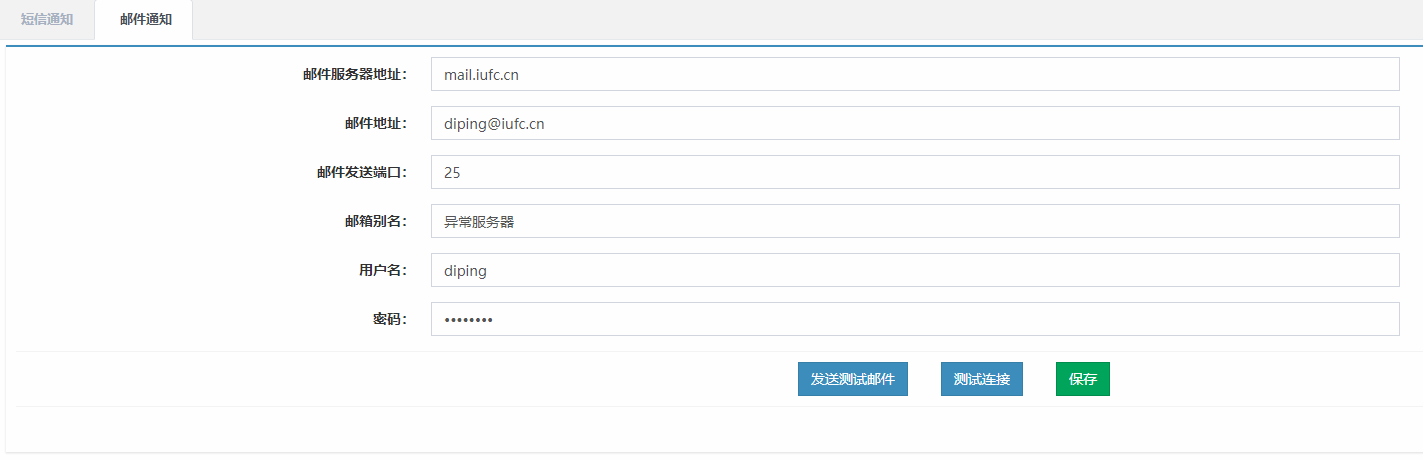 短信通知 邮件通知
邮件服务器地址： mail.iufc.cn
邮件地址： diping@iufc.cn
邮件发送端口： 25
邮箱别名： 异常服务器
用户名： diping
密码： ••••••••
发送测试邮件 测试连接 保存